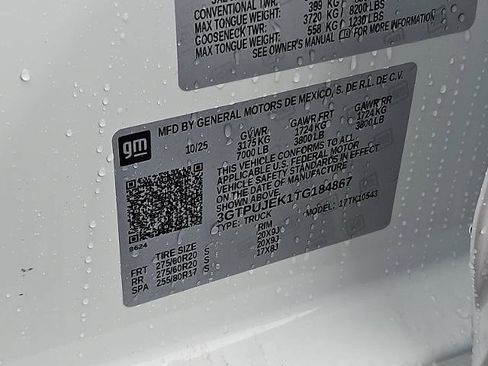 CONVENTIONAL TWR: 399 KG 8200 LBS
MAX TONGUE WEIGHT: 3720 KG
GOOSENECK TWR: 558 KG 1230 LBS
MAX TONGUE WEIGHT:
SEE OWNER'S MANUAL FOR MORE INFORMATION
gm
MFD BY GENERAL MOTORS DE MEXICO, S. DE R.L. DE C.V.
10/25 GVWR GAWR FRT GAWR RR
3175 KG 1724 KG 1724 KG
7000 LB 3800 LB 3800 LB
THIS VEHICLE CONFORMS TO ALL
APPLICABLE U.S. FEDERAL MOTOR
VEHICLE SAFETY STANDARDS IN EFFECT
ON THE DATE OF MANUFACTURE
SHOWN ABOVE.
3GTPUJEK1TG184867
TYPE: TRUCK MODEL: 17TK10543
8624
TIRE SIZE RIM
FRT 275/60R20 S 20X9J
RR 275/60R20 S 20X9J
SPA 255/80R17 S 17X8J